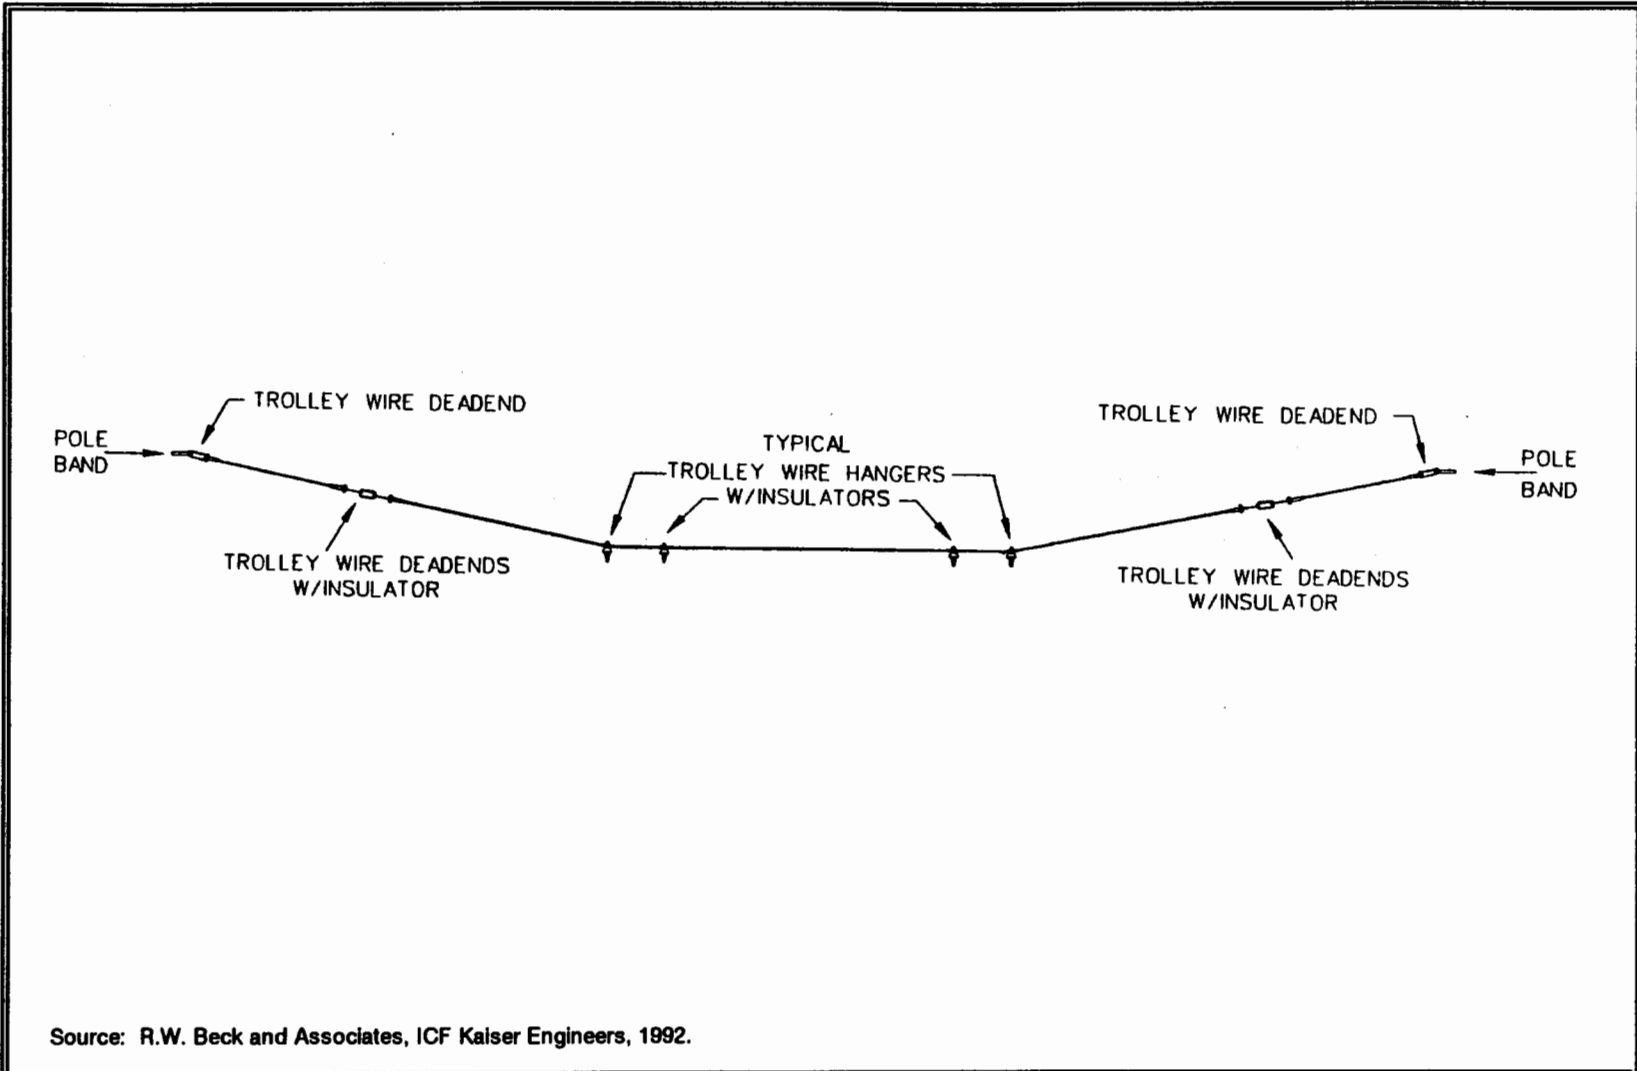 TROLLEY WIRE DEADEND
POLE
BAND
TROLLEY WIRE DEADENDS
W/INSULATOR
TYPICAL
TROLLEY WIRE HANGERS
W/INSULATORS
TROLLEY WIRE DEADEND
POLE
BAND
TROLLEY WIRE DEADENDS
W/INSULATOR
Source: R.W. Beck and Associates, ICF Kaiser Engineers, 1992.